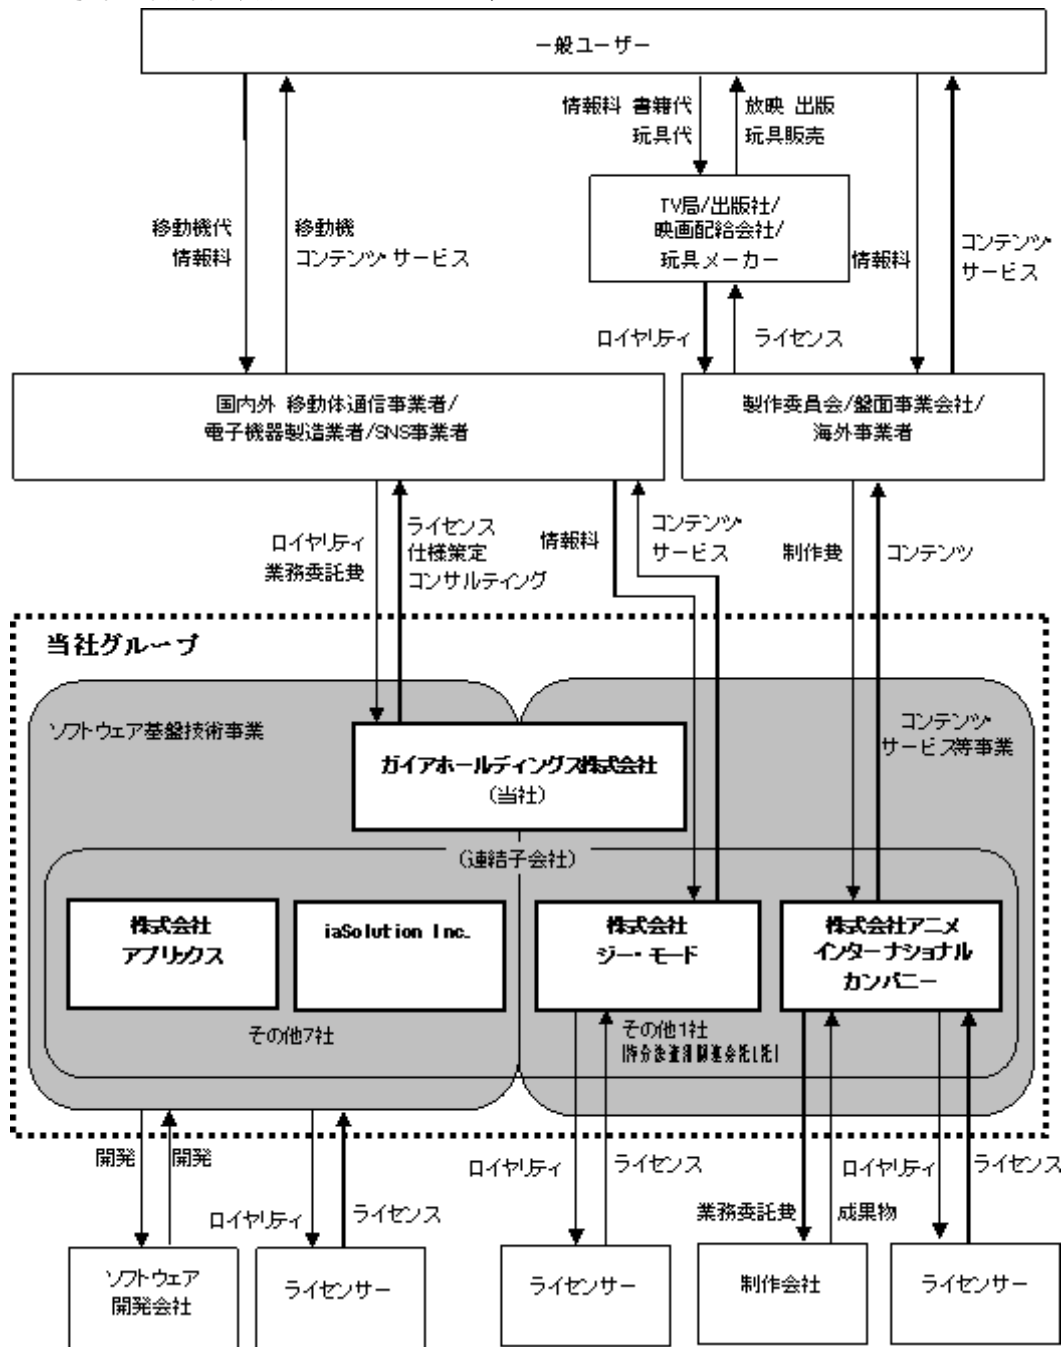 一般ユーザー
情報料 書籍代
玩具代
放映 出版
玩具販売
移動機代
情報料
移動機
コンテンツ・サービス
TV局/出版社/
映画配給会社/
玩具メーカー
情報料
コンテンツ・
サービス
ロイヤリティ
ライセンス
国内外 移動体通信事業者/
電子機器製造業者/SNS事業者
製作委員会/盤面事業会社/
海外事業者
ロイヤリティ
業務委託費
ライセンス
仕様策定
コンサルティング
情報料
コンテンツ・
サービス
制作費
コンテンツ
当社グループ
ソフトウェア基盤技術事業
コンテンツ・
サービス等事業
ガイアホールディングス株式会社
(当社)
(連結子会社)
株式会社
アプリックス
iaSolution Inc.
株式会社
ジー・モード
株式会社アニメ
インターナショナル
カンパニー
その他7社
その他1社
開発
開発
ロイヤリティ
ライセンス
ロイヤリティ
ライセンス
業務委託費
成果物
ロイヤリティ
ライセンス
ソフトウェア
開発会社
ライセンサー
ライセンサー
制作会社
ライセンサー